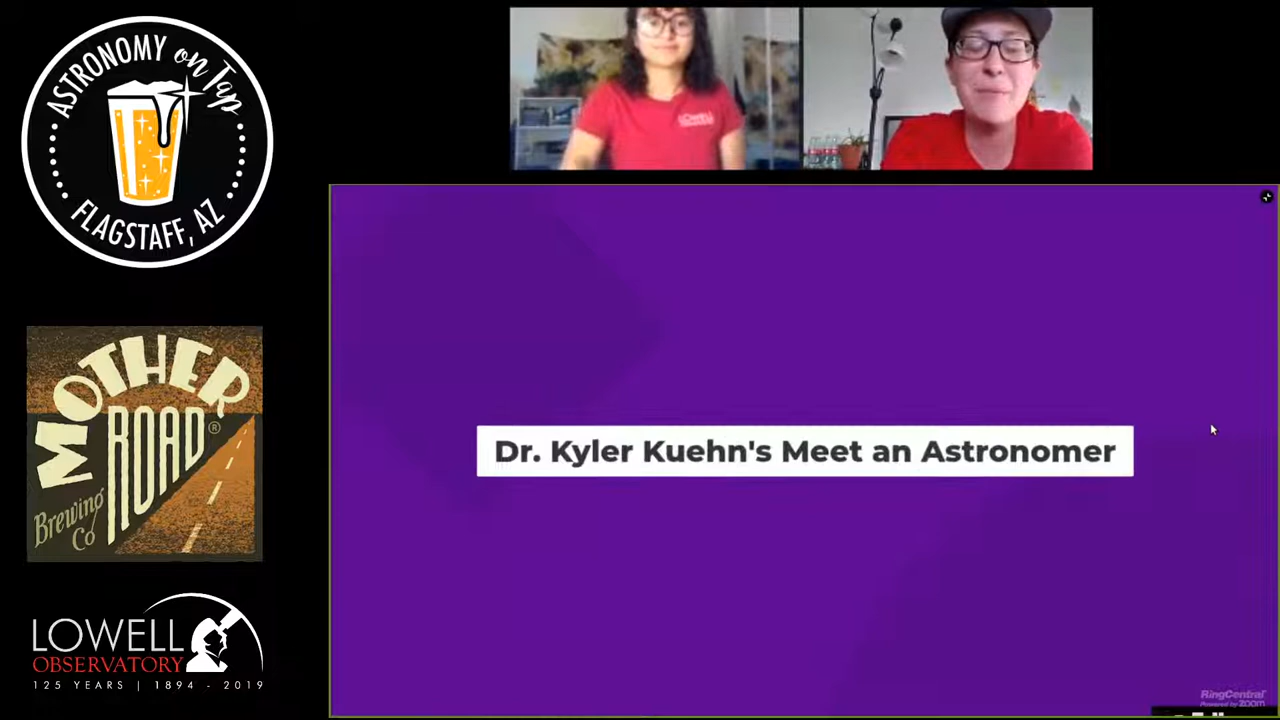 ASTRONOMY on Tap
FLAGSTAFF, AZ
MOTHER
ROAD®
Brewing
Co
LOWELL
OBSERVATORY
125 YEARS | 1894 - 2019
LOWELL
Dr. Kyler Kuehn's Meet an Astronomer
RingCentral
Powered by zoom